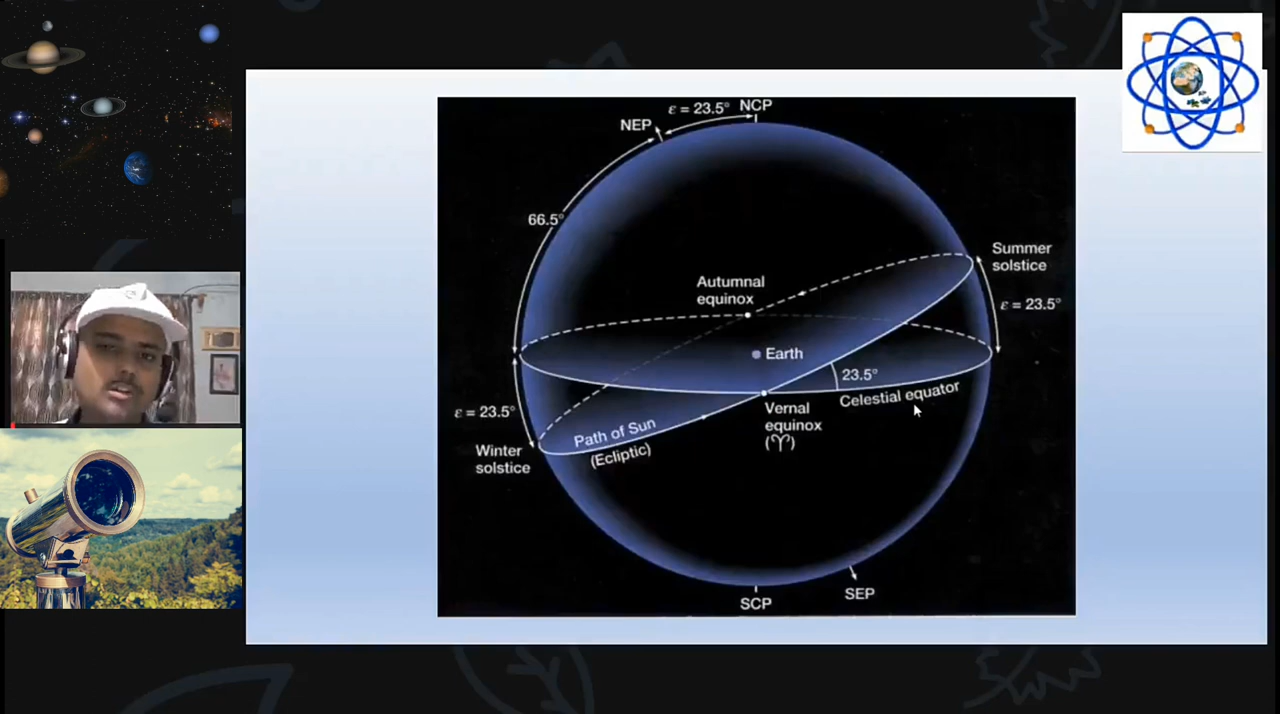 ε = 23.5° NCP
NEP
66.5°
Summer
solstice
Autumnal
equinox
ε = 23.5°
Earth
23.5°
Celestial equator
Vernal
equinox
(♈)
ε = 23.5°
Path of Sun
(Ecliptic)
Winter
solstice
SCP
SEP